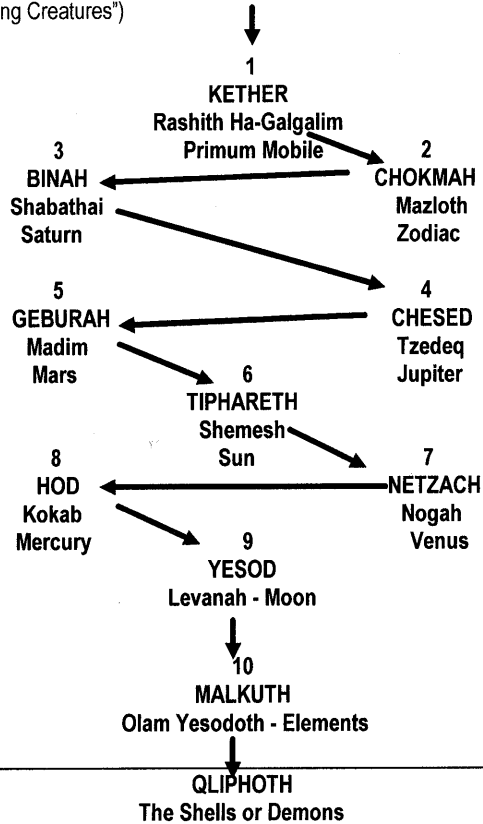 ng Creatures”)
1
KETHER
Rashith Ha-Galgalim
Primum Mobile
2
CHOKMAH
Mazloth
Zodiac
3
BINAH
Shabathai
Saturn
4
CHESED
Tzedeq
Jupiter
5
GEBURAH
Madim
Mars
6
TIPHARETH
Shemesh
Sun
7
NETZACH
Nogah
Venus
8
HOD
Kokab
Mercury
9
YESOD
Levanah - Moon
10
MALKUTH
Olam Yesodoth - Elements
QLIPHOTH
The Shells or Demons